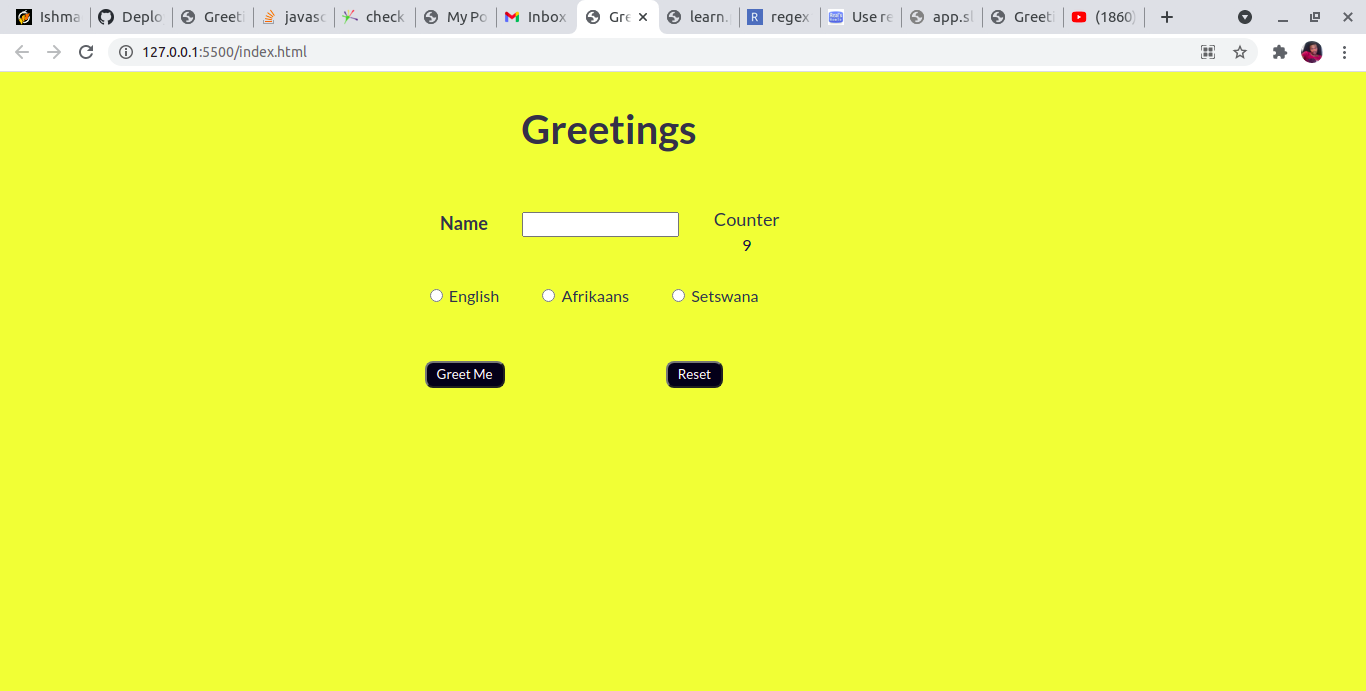 Ishma Deplo Greeti javasc check My Po Inbox Gre learn. regex Use re app.sl Greeti (1860)
127.0.0.1:5500/index.html
Greetings
Name Counter
9
English Afrikaans Setswana
Greet Me Reset